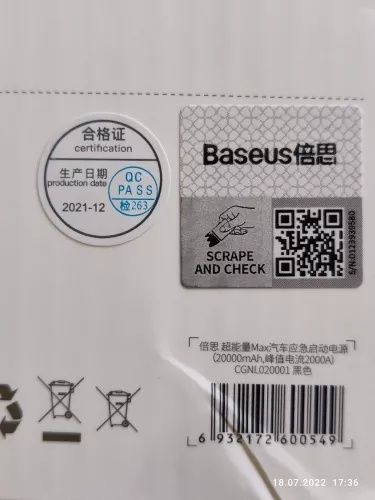 合格证
certification
生产日期
production date
QC
PASS
检263
2021-12
Baseus倍思
SCRAPE
AND CHECK
S/N:0123939580
倍思 超能量Max汽车应急启动电源
(20000mAh,峰值电流2000A)
CGNL020001 黑色
6 932172 600549
18.07.2022 17:36